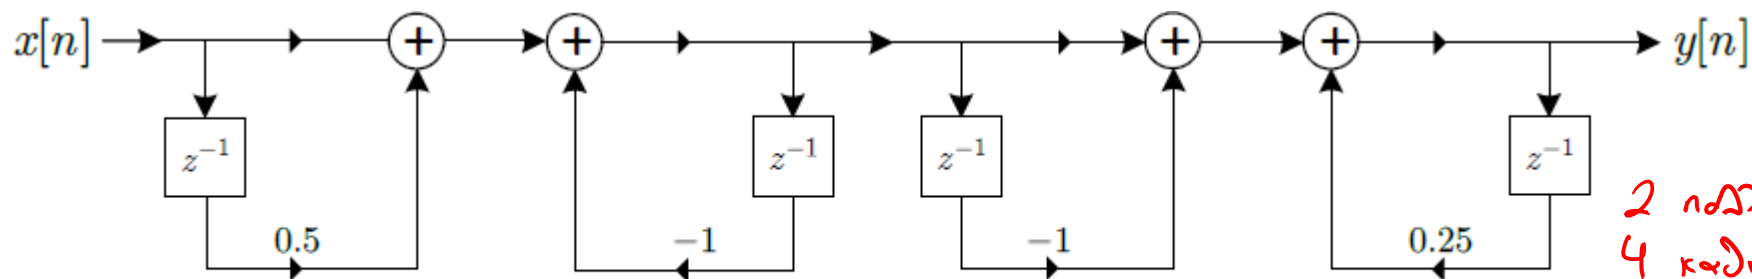 x[n] + + + + y[n]
z⁻¹ z⁻¹ z⁻¹ z⁻¹
0.5 −1 −1 0.25
2
4